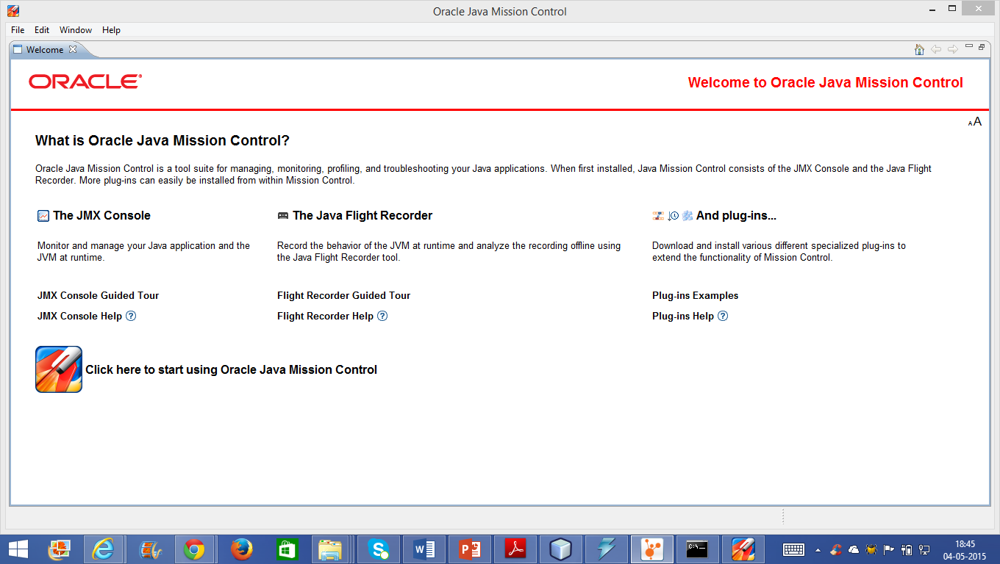 Oracle Java Mission Control
File Edit Window Help
Welcome
ORACLE®
Welcome to Oracle Java Mission Control
AA
What is Oracle Java Mission Control?
Oracle Java Mission Control is a tool suite for managing, monitoring, profiling, and troubleshooting your Java applications. When first installed, Java Mission Control consists of the JMX Console and the Java Flight
Recorder. More plug-ins can easily be installed from within Mission Control.
The JMX Console
Monitor and manage your Java application and the
JVM at runtime.
JMX Console Guided Tour
JMX Console Help ?
The Java Flight Recorder
Record the behavior of the JVM at runtime and analyze the recording offline using
the Java Flight Recorder tool.
Flight Recorder Guided Tour
Flight Recorder Help ?
And plug-ins...
Download and install various different specialized plug-ins to
extend the functionality of Mission Control.
Plug-ins Examples
Plug-ins Help ?
Click here to start using Oracle Java Mission Control
18:45
04-05-2015